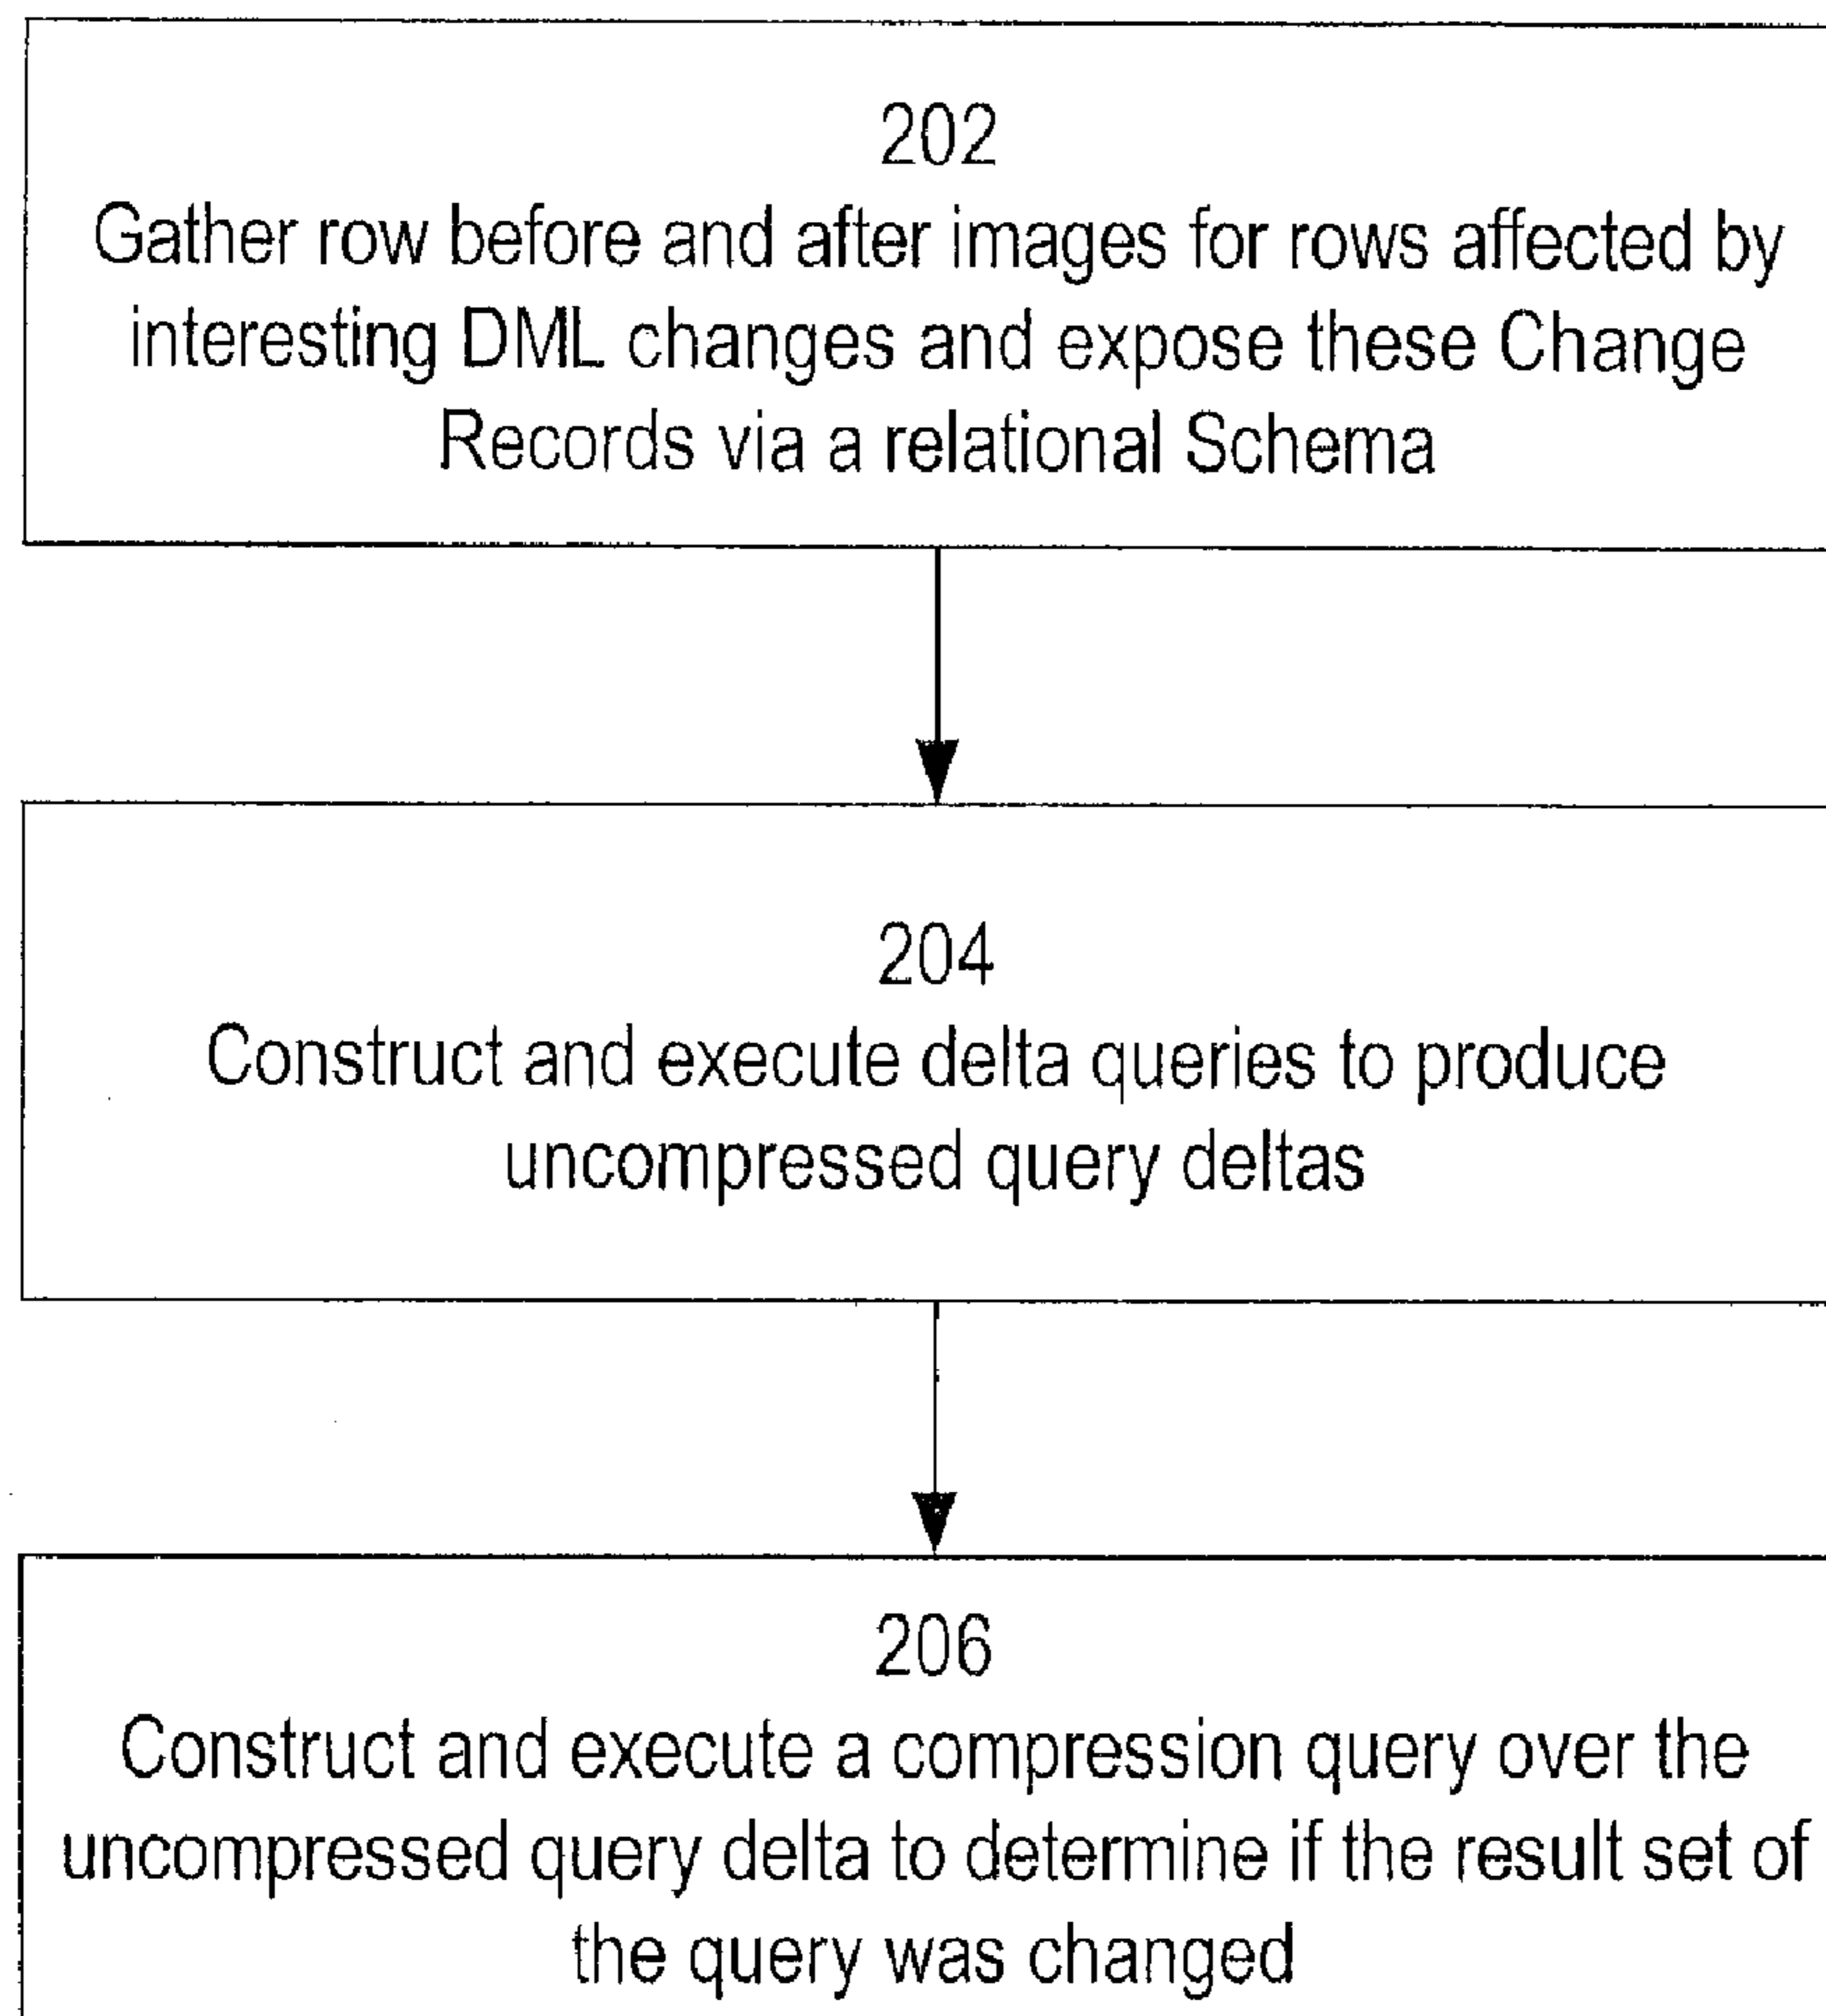 202
Gather row before and after images for rows affected by
interesting DML changes and expose these Change
Records via a relational Schema
204
Construct and execute delta queries to produce
uncompressed query deltas
206
Construct and execute a compression query over the
uncompressed query delta to determine if the result set of
the query was changed